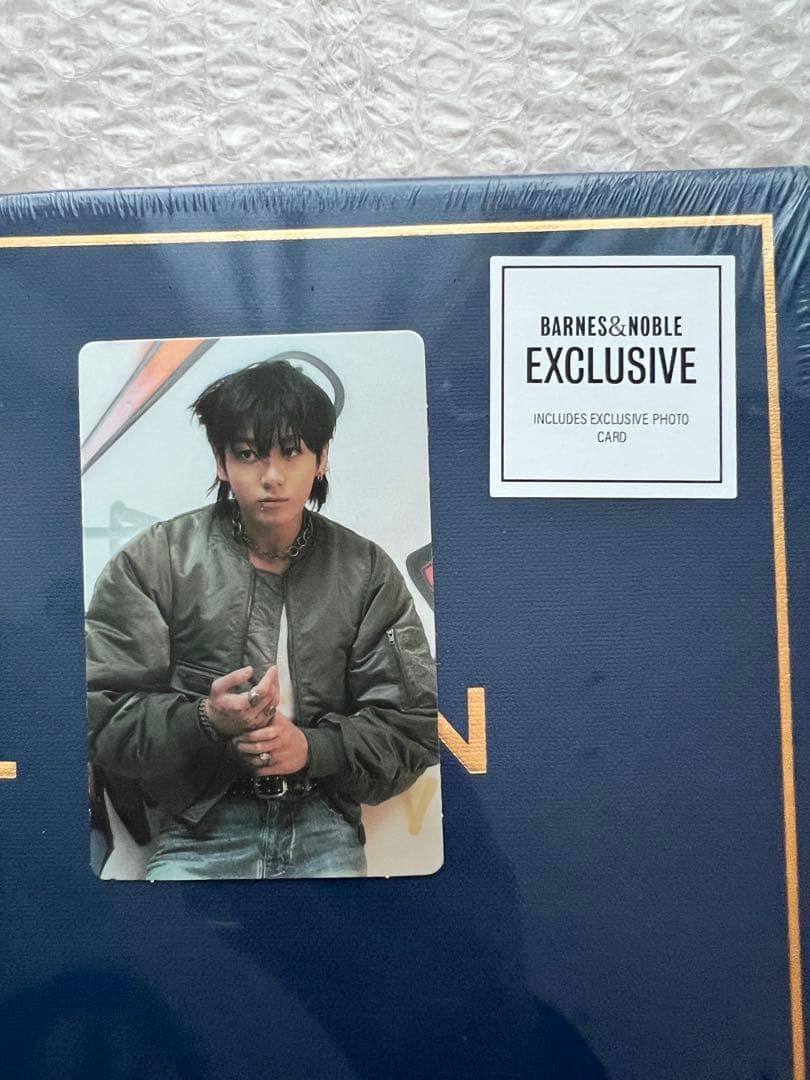 BARNES&NOBLE
EXCLUSIVE
INCLUDES EXCLUSIVE PHOTO
CARD
N